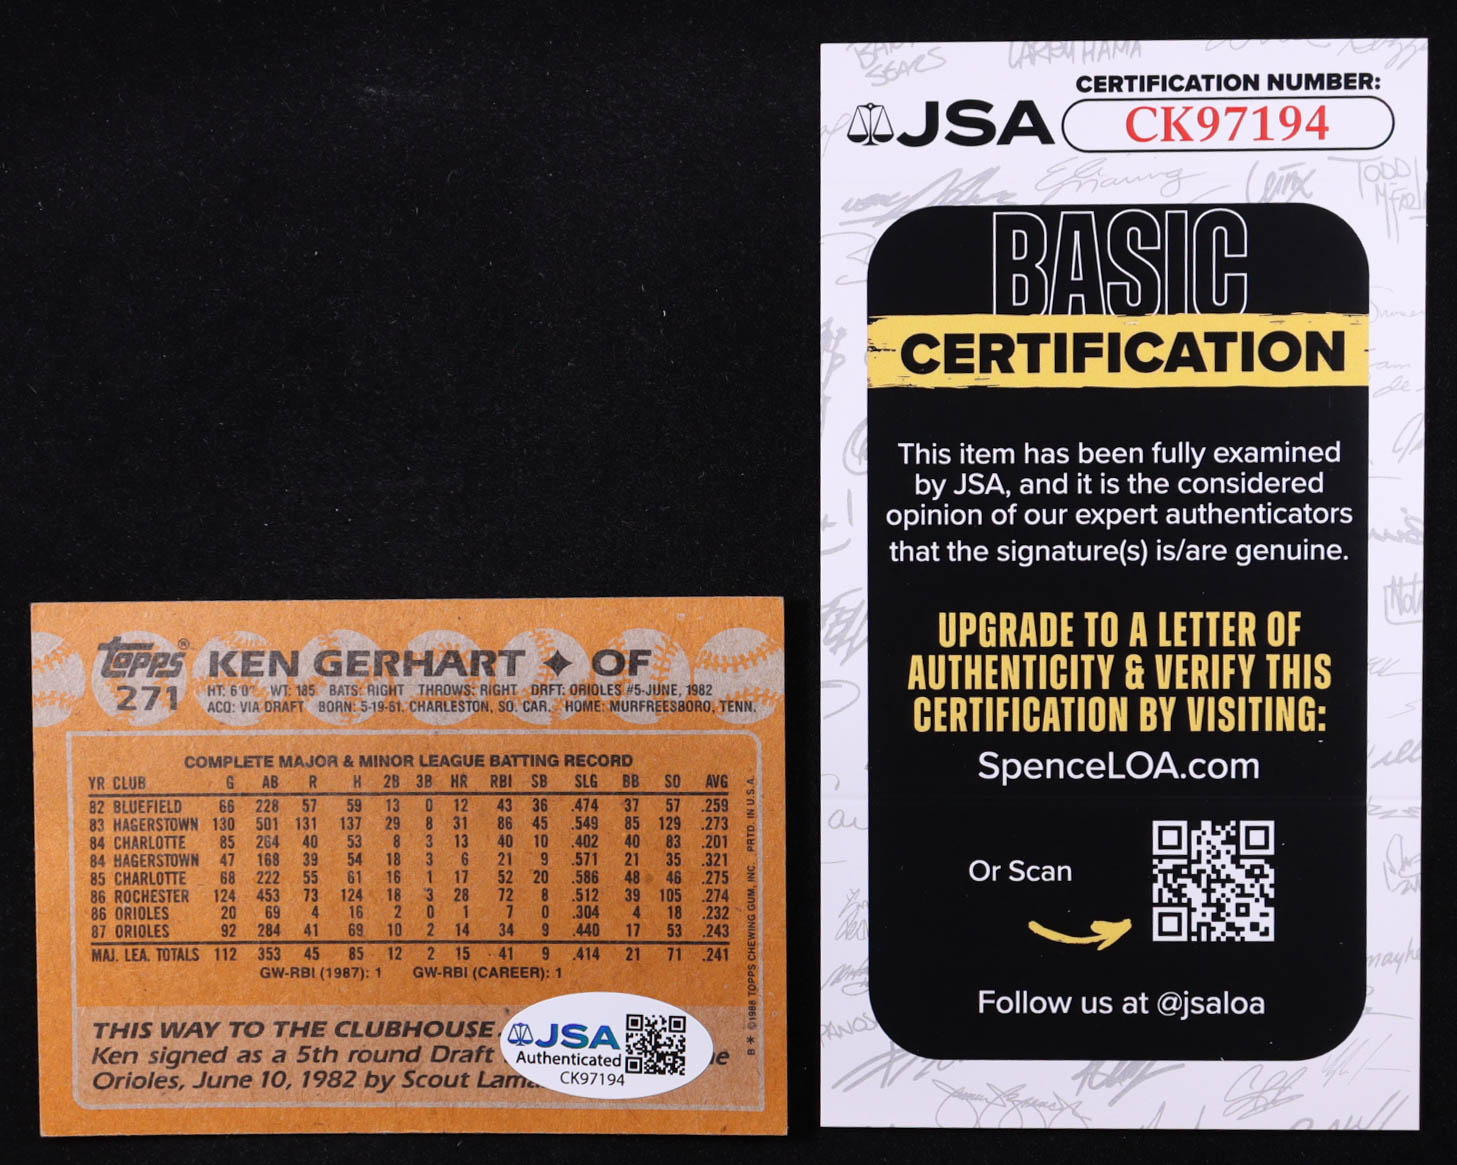 topps®
271
KEN GERHART ✦ OF
HT: 6'0" WT: 185 BATS: RIGHT THROWS: RIGHT DRFT: ORIOLES #5-JUNE, 1982
ACQ: VIA DRAFT BORN: 5-19-61, CHARLESTON, SO. CAR. HOME: MURFREESBORO, TENN.
COMPLETE MAJOR & MINOR LEAGUE BATTING RECORD
YR CLUB G AB R H 2B 3B HR RBI SB SLG BB SO AVG
82 BLUEFIELD 66 228 57 59 13 0 12 43 36 .474 37 57 .259
83 HAGERSTOWN 130 501 131 137 29 8 31 86 45 .549 85 129 .273
84 CHARLOTTE 85 264 40 53 8 3 13 40 10 .402 40 83 .201
84 HAGERSTOWN 47 168 39 54 18 3 6 21 9 .571 21 35 .321
85 CHARLOTTE 68 222 55 61 16 1 17 52 20 .586 48 46 .275
86 ROCHESTER 124 453 73 124 18 3 28 72 8 .512 39 105 .274
86 ORIOLES 20 69 4 16 2 0 1 7 0 .304 4 18 .232
87 ORIOLES 92 284 41 69 10 2 14 34 9 .440 17 53 .243
MAJ. LEA. TOTALS 112 353 45 85 12 2 15 41 9 .414 21 71 .241
GW-RBI (1987): 1 GW-RBI (CAREER): 1
THIS WAY TO THE CLUBHOUSE
Ken signed as a 5th round Draft
Orioles, June 10, 1982 by Scout
B * ©1988 TOPPS CHEWING GUM, INC. PRTD. IN U.S.A.
JSA
Authenticated
CK97194
JSA
CERTIFICATION NUMBER:
CK97194
BASIC
CERTIFICATION
This item has been fully examined
by JSA, and it is the considered
opinion of our expert authenticators
that the signature(s) is/are genuine.
UPGRADE TO A LETTER OF
AUTHENTICITY & VERIFY THIS
CERTIFICATION BY VISITING:
SpenceLOA.com
Or Scan
Follow us at @jsaloa